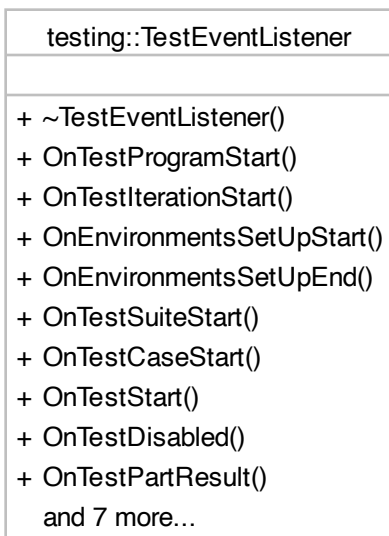 testing::TestEventListener
+ ~TestEventListener()
+ OnTestProgramStart()
+ OnTestIterationStart()
+ OnEnvironmentsSetUpStart()
+ OnEnvironmentsSetUpEnd()
+ OnTestSuiteStart()
+ OnTestCaseStart()
+ OnTestStart()
+ OnTestDisabled()
+ OnTestPartResult()
and 7 more...